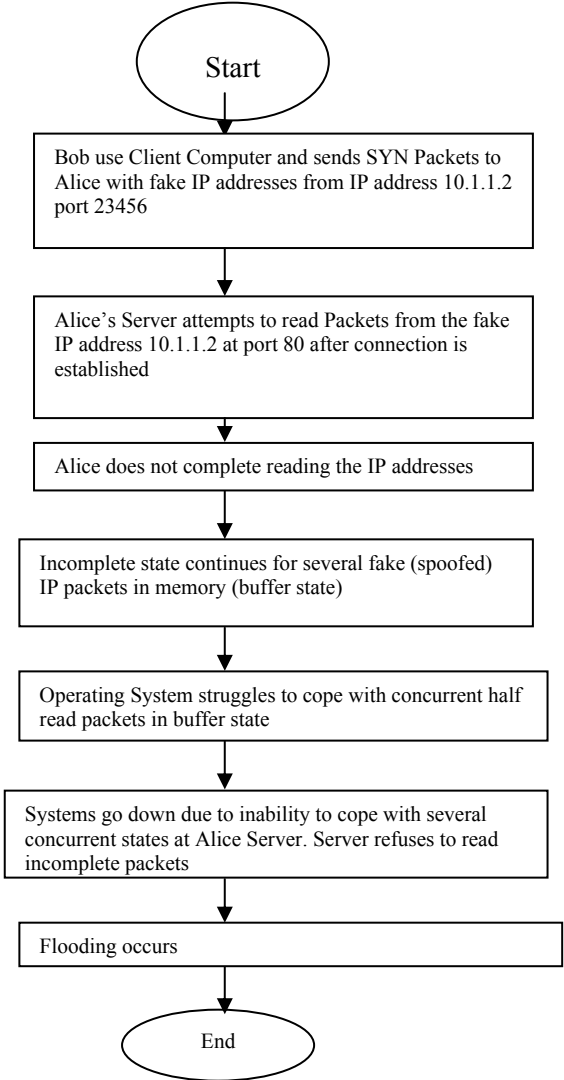 Start
Bob use Client Computer and sends SYN Packets to
Alice with fake IP addresses from IP address 10.1.1.2
port 23456
Alice’s Server attempts to read Packets from the fake
IP address 10.1.1.2 at port 80 after connection is
established
Alice does not complete reading the IP addresses
Incomplete state continues for several fake (spoofed)
IP packets in memory (buffer state)
Operating System struggles to cope with concurrent half
read packets in buffer state
Systems go down due to inability to cope with several
concurrent states at Alice Server. Server refuses to read
incomplete packets
Flooding occurs
End